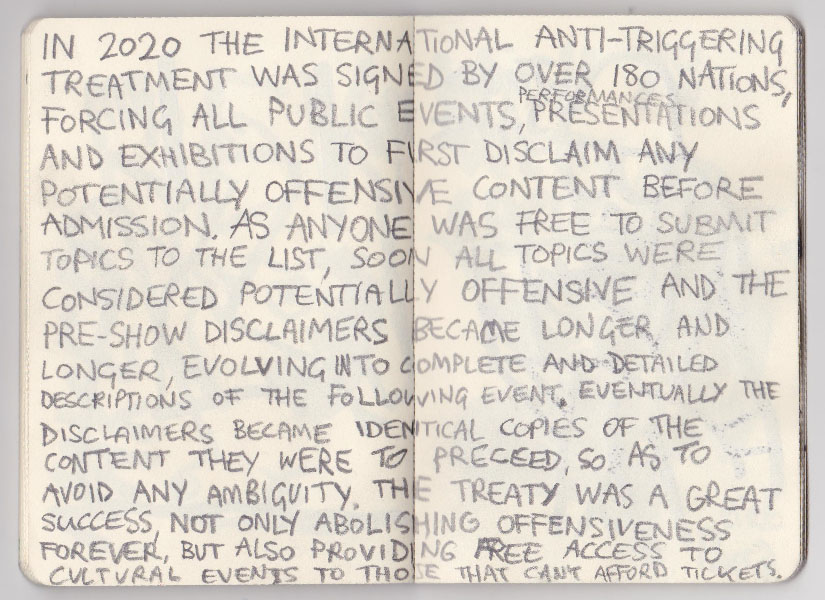 IN 2020 THE INTERNATIONAL ANTI-TRIGGERING
TREATMENT WAS SIGNED BY OVER 180 NATIONS,
PERFORMANCES
FORCING ALL PUBLIC EVENTS, PRESENTATIONS
AND EXHIBITIONS TO FIRST DISCLAIM ANY
POTENTIALLY OFFENSIVE CONTENT BEFORE
ADMISSION. AS ANYONE WAS FREE TO SUBMIT
TOPICS TO THE LIST, SOON ALL TOPICS WERE
CONSIDERED POTENTIALLY OFFENSIVE AND THE
PRE-SHOW DISCLAIMERS BECAME LONGER AND
LONGER, EVOLVING INTO COMPLETE AND DETAILED
DESCRIPTIONS OF THE FOLLOWING EVENT. EVENTUALLY THE
DISCLAIMERS BECAME IDENTICAL COPIES OF THE
CONTENT THEY WERE TO PRECEED, SO AS TO
AVOID ANY AMBIGUITY. THE TREATY WAS A GREAT
SUCCESS, NOT ONLY ABOLISHING OFFENSIVENESS
FOREVER, BUT ALSO PROVIDING FREE ACCESS TO
CULTURAL EVENTS TO THOSE THAT CAN'T AFFORD TICKETS.